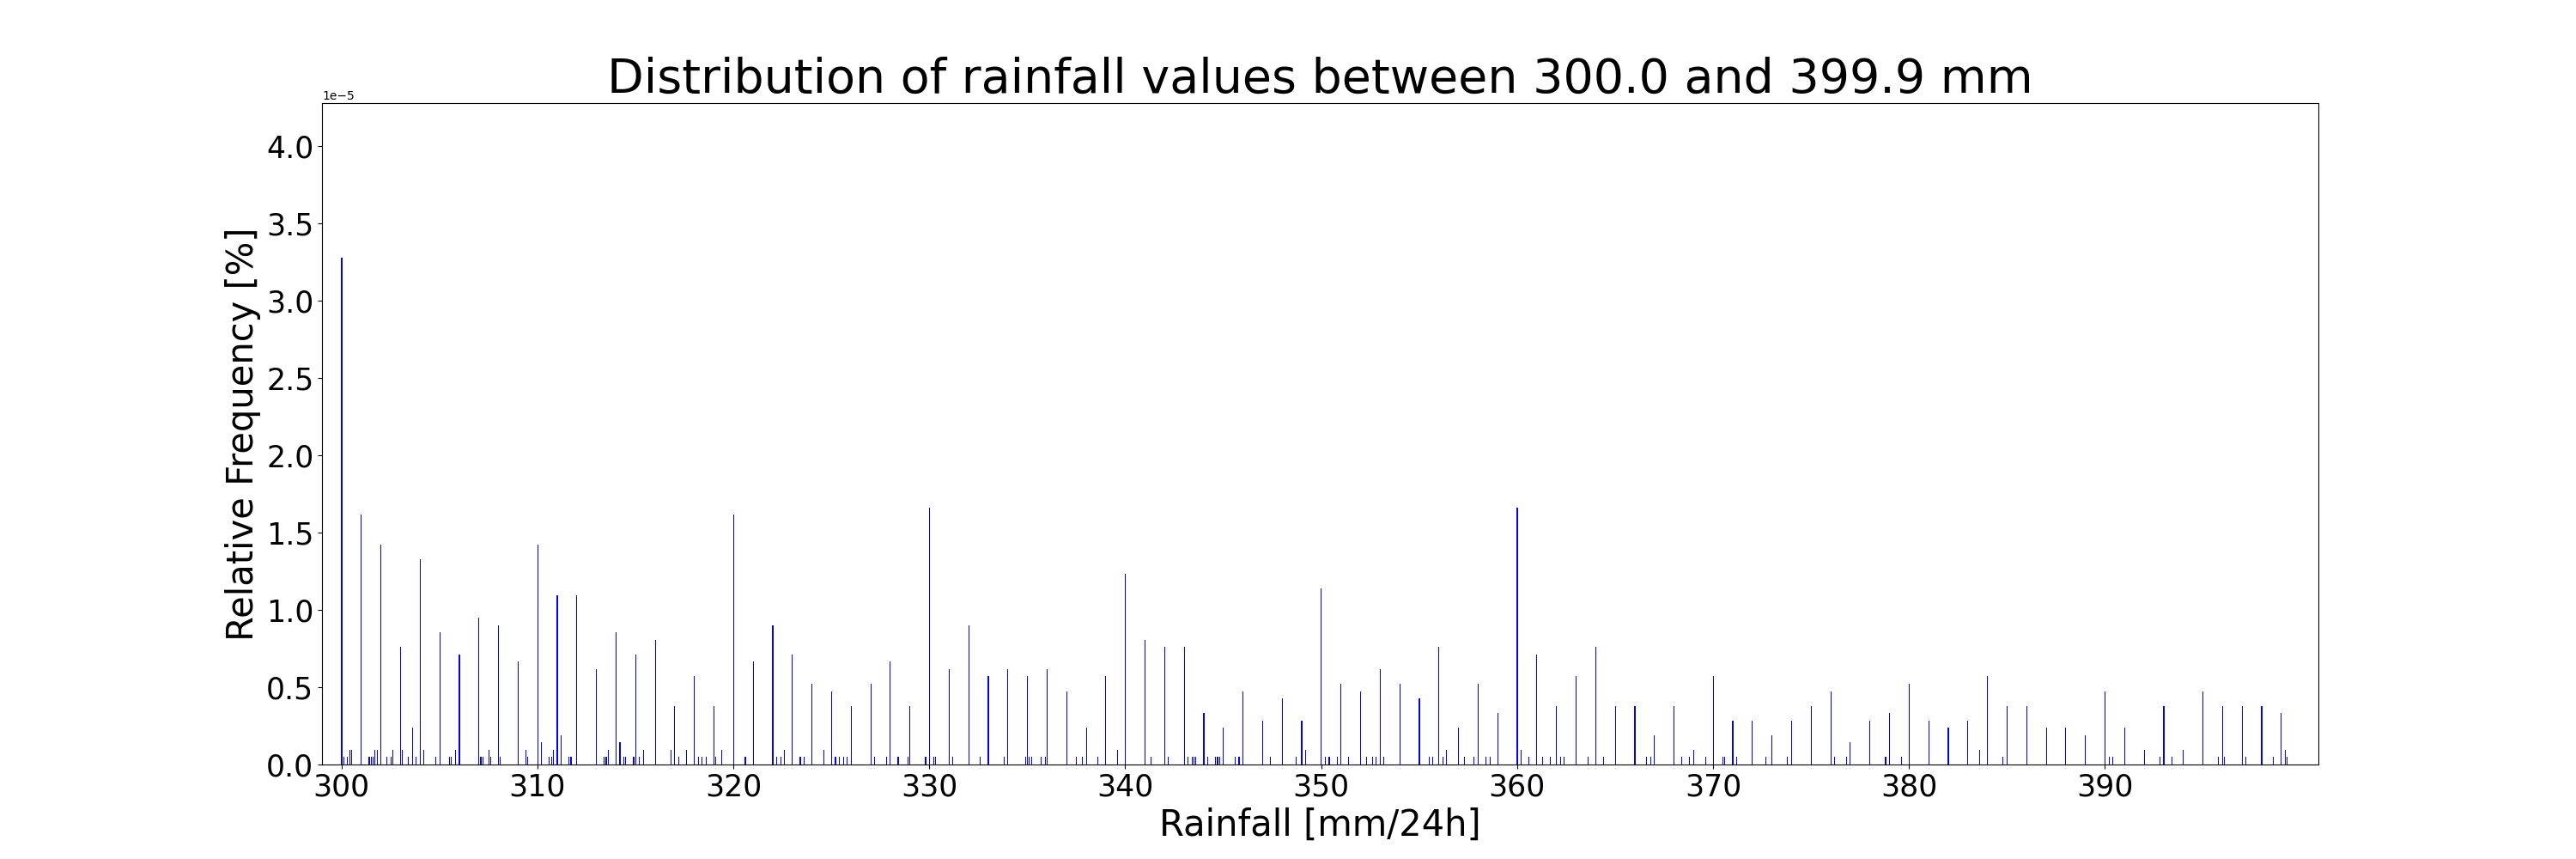 Distribution of rainfall values between 300.0 and 399.9 mm
1e−5
4.0
3.5
3.0
2.5
2.0
1.5
1.0
0.5
0.0
Relative Frequency [%]
300 310 320 330 340 350 360 370 380 390
Rainfall [mm/24h]